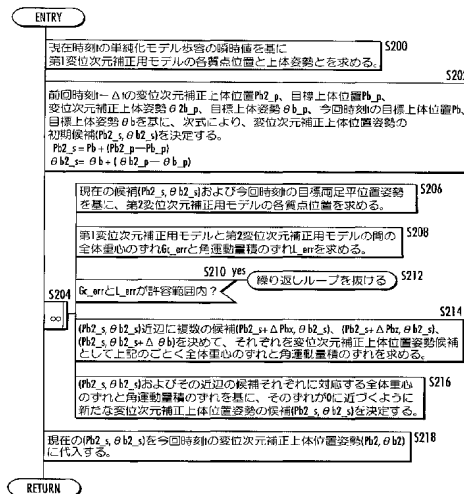 ENTRY
S200
現在時刻tの単純化モデル歩容の瞬時値を基に
第1変位次元補正用モデルの各質点位置と上体姿勢とを求める。
S202
前回時刻t－Δtの変位次元補正上体位置Pb2_p、目標上体位置Pb_p、
変位次元補正上体姿勢θb2_p、目標上体姿勢θb_p、今回時刻tの目標上体位置Pb、
目標上体姿勢θbを基に、次式により、変位次元補正上体位置姿勢の
初期候補(Pb2_s, θb2_s)を決定する。
Pb2_s=Pb+(Pb2_p—Pb_p)
θb2_s=θb+(θb2_p—θb_p)
S206
現在の候補(Pb2_s, θb2_s)および今回時刻tの目標両足平位置姿勢
を基に、第2変位次元補正用モデルの各質点位置を求める。
S208
第1変位次元補正用モデルと第2変位次元補正用モデルの間の
全体重心のずれGc_errと角運動量積のずれL_errを求める。
S210 yes
S212
繰り返しループを抜ける
Gc_errとL_errが許容範囲内?
S204
∞
S214
(Pb2_s, θb2_s)近辺に複数の候補(Pb2_s+ΔPbx, θb2_s)、(Pb2_s+ΔPbz, θb2_s)、
(Pb2_s, θb2_s+Δθb)を決めて、それぞれを変位次元補正上体位置姿勢候補
として上記のごとく全体重心のずれと角運動量積のずれを求める。
S216
(Pb2_s, θb2_s)およびその近辺の候補それぞれに対応する全体重心
のずれと角運動量積のずれを基に、そのずれが0に近づくように
新たな変位次元補正上体位置姿勢の候補(Pb2_s, θb2_s)を決定する。
S218
現在の(Pb2_s, θb2_s)を今回時刻tの変位次元補正上体位置姿勢(Pb2, θb2)
に代入する。
RETURN